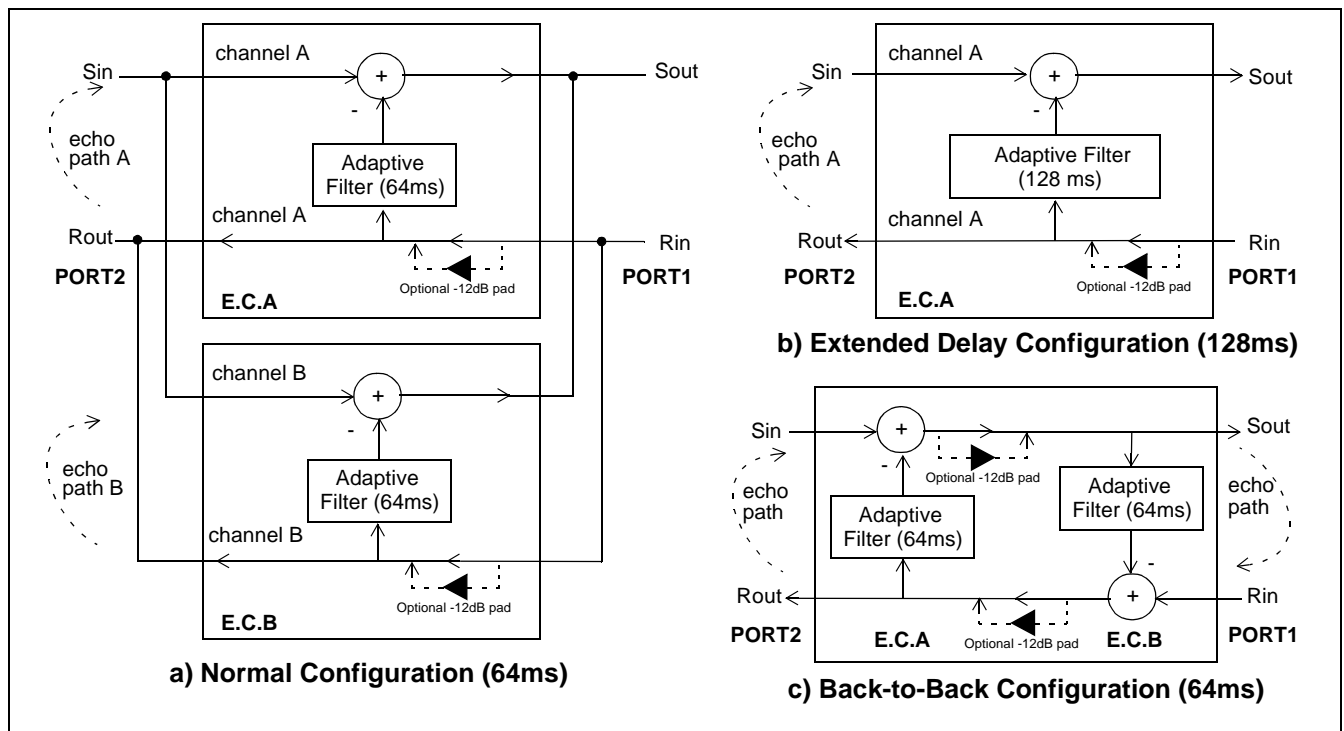 channel A
Sin
+
Sout
-
echo
path A
Adaptive
Filter (64ms)
channel A
Rout
Rin
PORT2
PORT1
Optional -12dB pad
E.C.A
channel B
+
-
echo
path B
Adaptive
Filter (64ms)
channel B
Optional -12dB pad
E.C.B
a) Normal Configuration (64ms)
channel A
Sin
+
Sout
-
echo
path A
Adaptive Filter
(128 ms)
channel A
Rout
Rin
PORT2
PORT1
Optional -12dB pad
E.C.A
b) Extended Delay Configuration (128ms)
Sin
+
Sout
-
Optional -12dB pad
echo
path
Adaptive
Filter (64ms)
Adaptive
Filter (64ms)
echo
path
-
Rout
+
Rin
PORT2
E.C.A
Optional -12dB pad
E.C.B
PORT1
c) Back-to-Back Configuration (64ms)